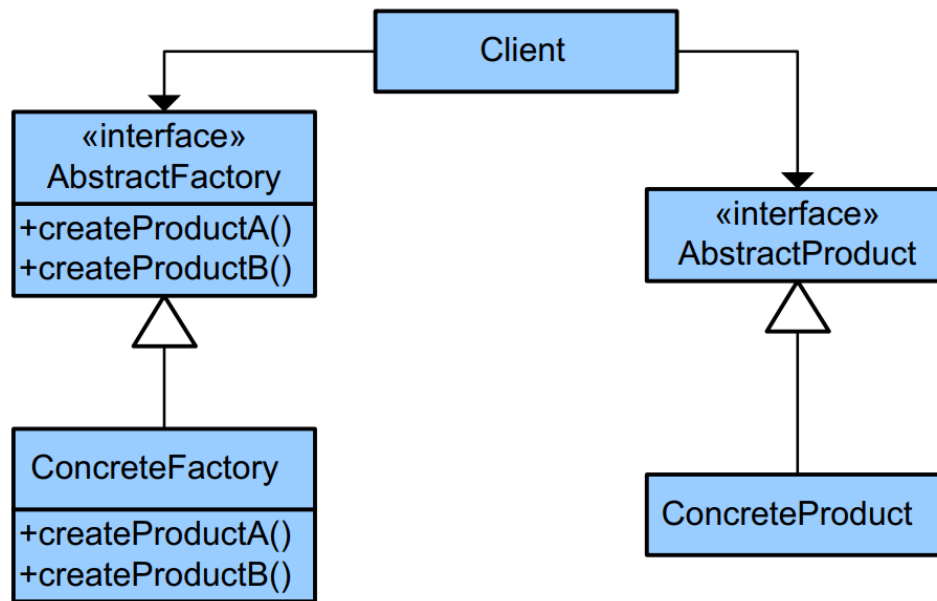 Client
«interface»
AbstractFactory
+createProductA()
+createProductB()
«interface»
AbstractProduct
ConcreteFactory
+createProductA()
+createProductB()
ConcreteProduct